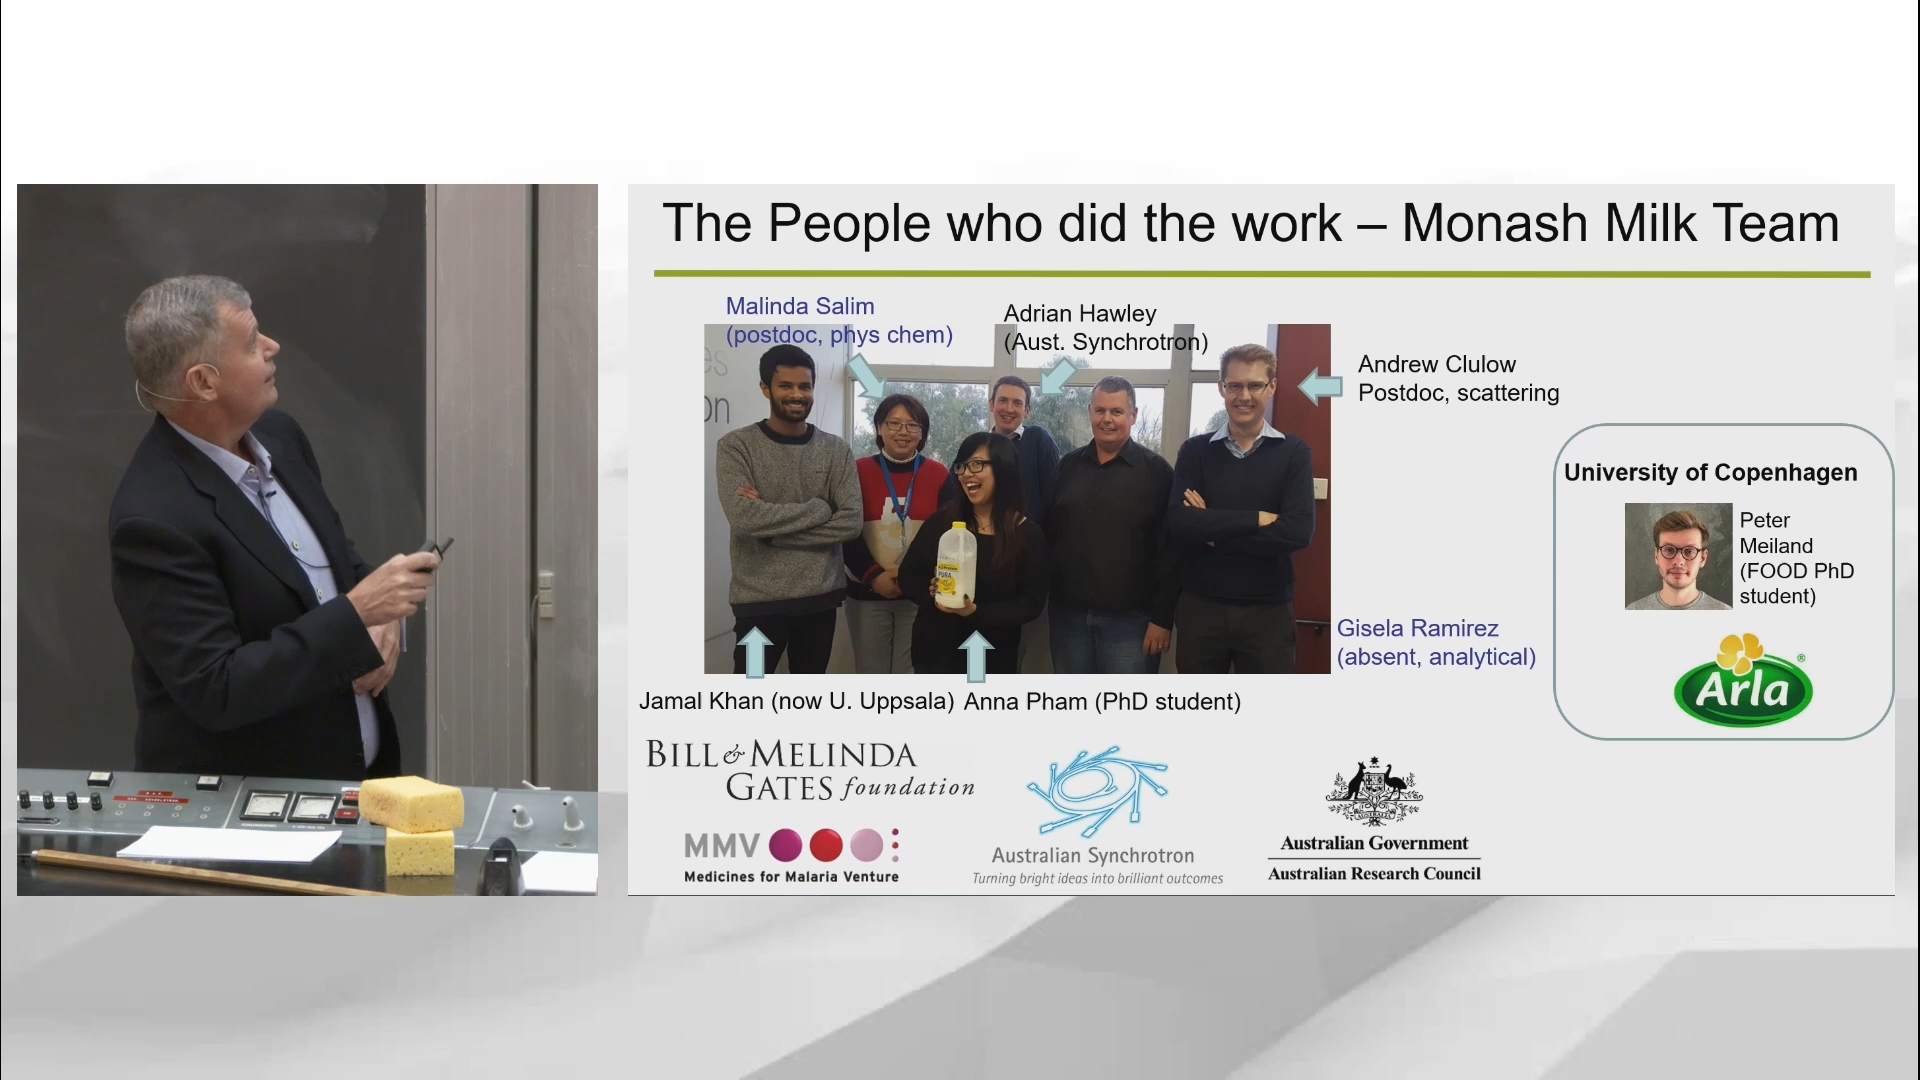 The People who did the work – Monash Milk Team
Malinda Salim
(postdoc, phys chem)
Adrian Hawley
(Aust. Synchrotron)
Andrew Clulow
Postdoc, scattering
es
on
PURA
University of Copenhagen
Peter
Meiland
(FOOD PhD
student)
Arla
®
Gisela Ramirez
(absent, analytical)
Jamal Khan (now U. Uppsala)
Anna Pham (PhD student)
BILL & MELINDA
GATES foundation
MMV
Medicines for Malaria Venture
Australian Synchrotron
Turning bright ideas into brilliant outcomes
Australian Government
Australian Research Council